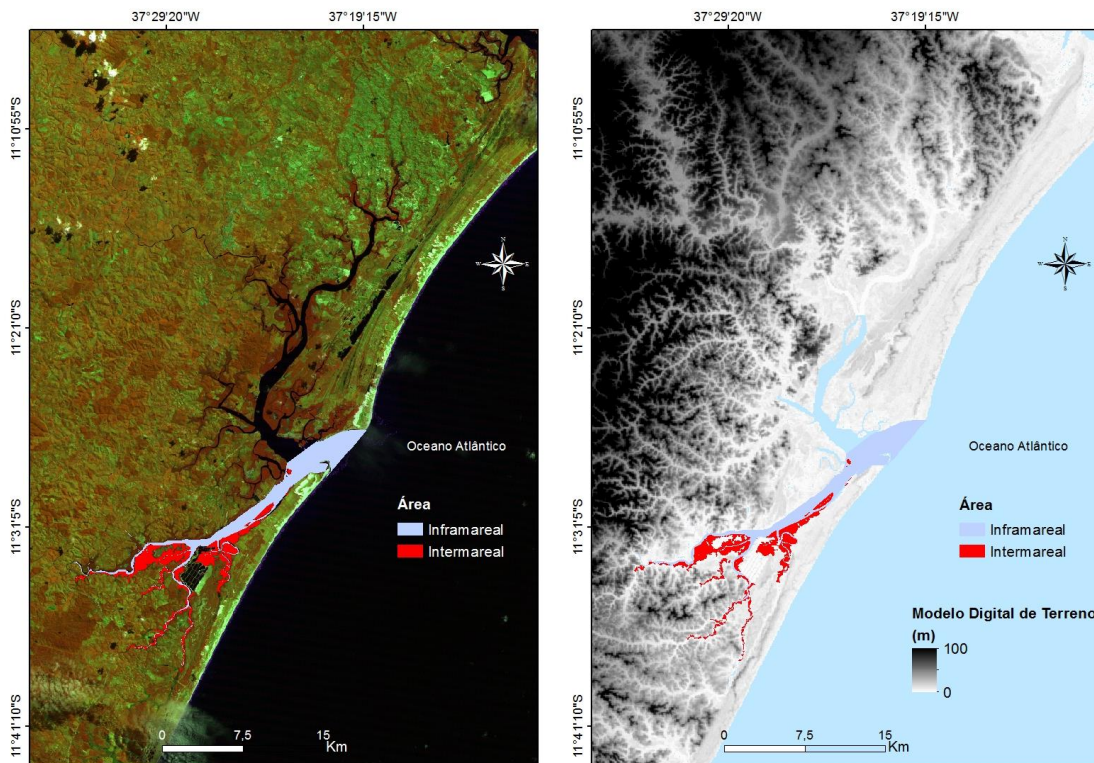 37°29'20"W 37°19'15"W
11°10'55"S
11°21'0"S
11°31'5"S
11°41'10"S
N
W E
S
Oceano Atlântico
Área
Inframareal
Intermareal
0 7,5 15
Km
37°29'20"W 37°19'15"W
11°10'55"S
11°21'0"S
11°31'5"S
11°41'10"S
N
W E
S
Oceano Atlântico
Área
Inframareal
Intermareal
Modelo Digital de Terreno
(m)
100
0
0 7,5 15
Km